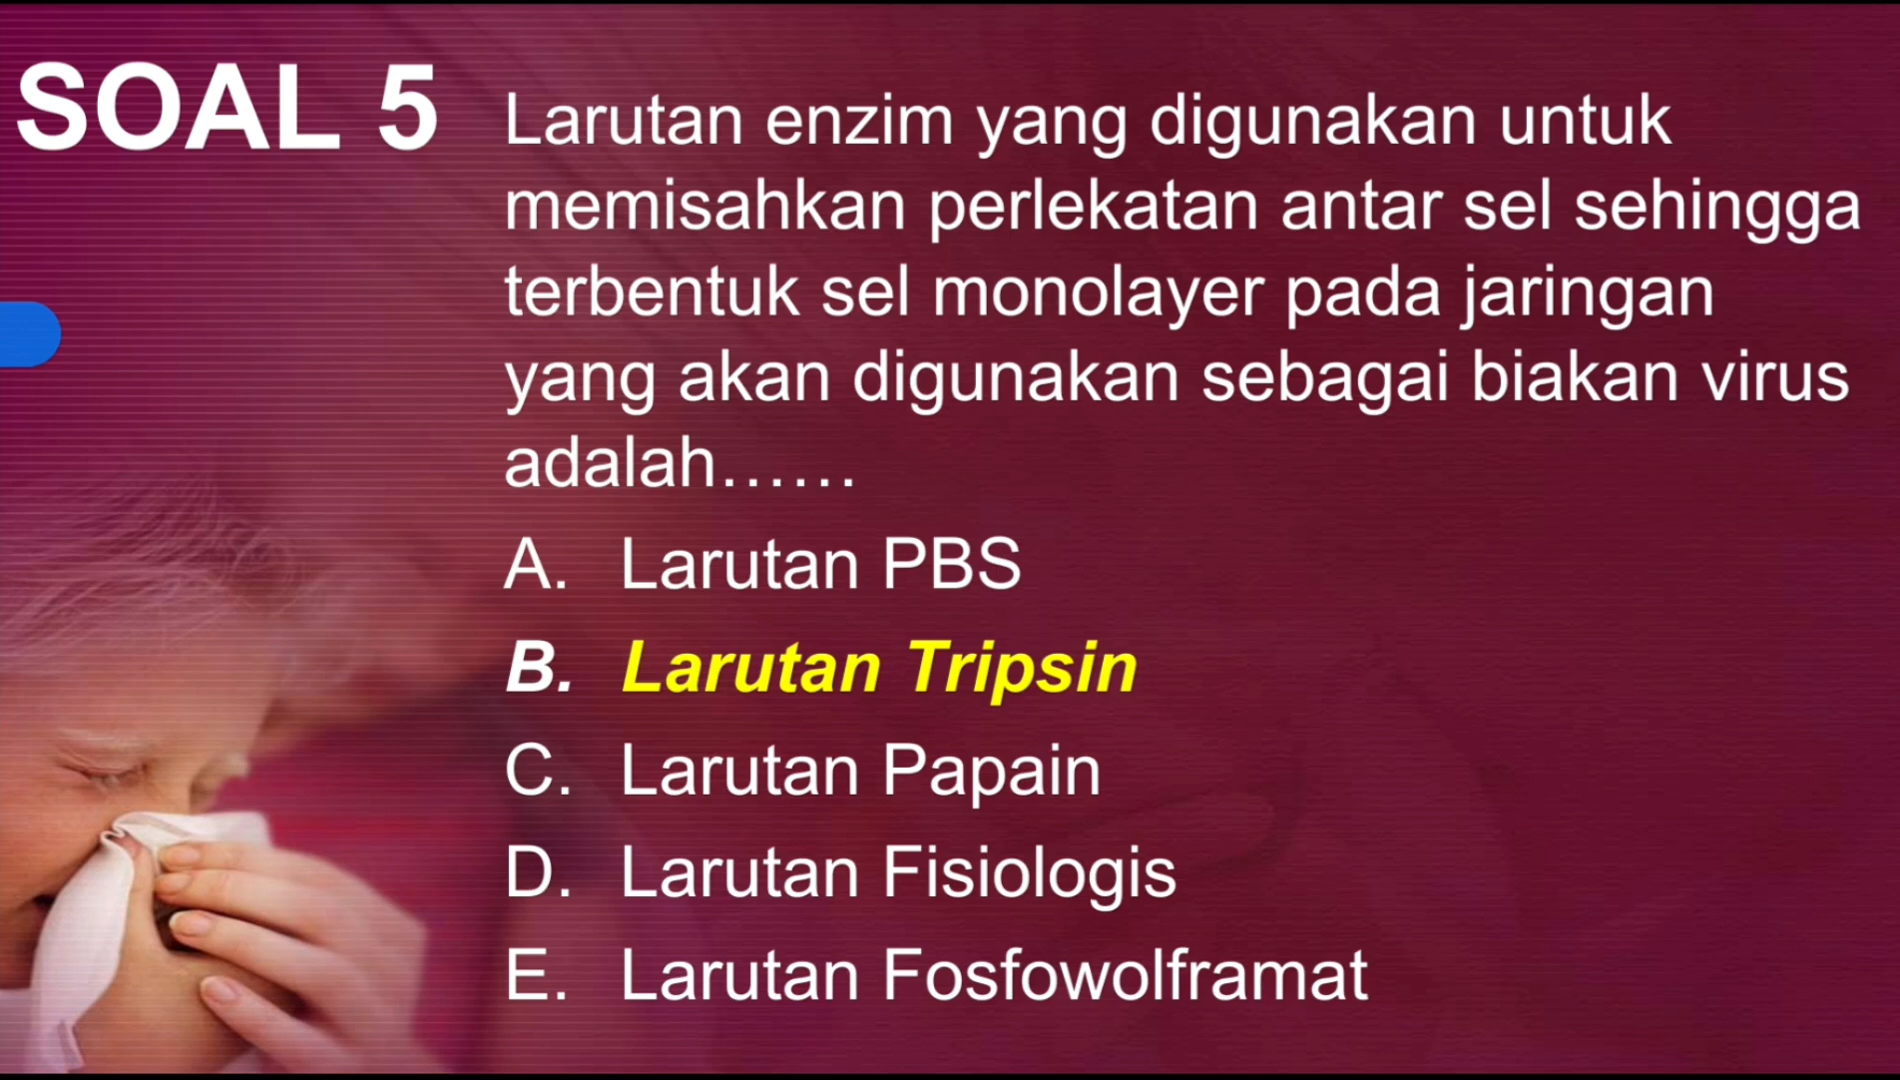 SOAL 5
Larutan enzim yang digunakan untuk
memisahkan perlekatan antar sel sehingga
terbentuk sel monolayer pada jaringan
yang akan digunakan sebagai biakan virus
adalah......
A. Larutan PBS
B. Larutan Tripsin
C. Larutan Papain
D. Larutan Fisiologis
E. Larutan Fosfowolframat